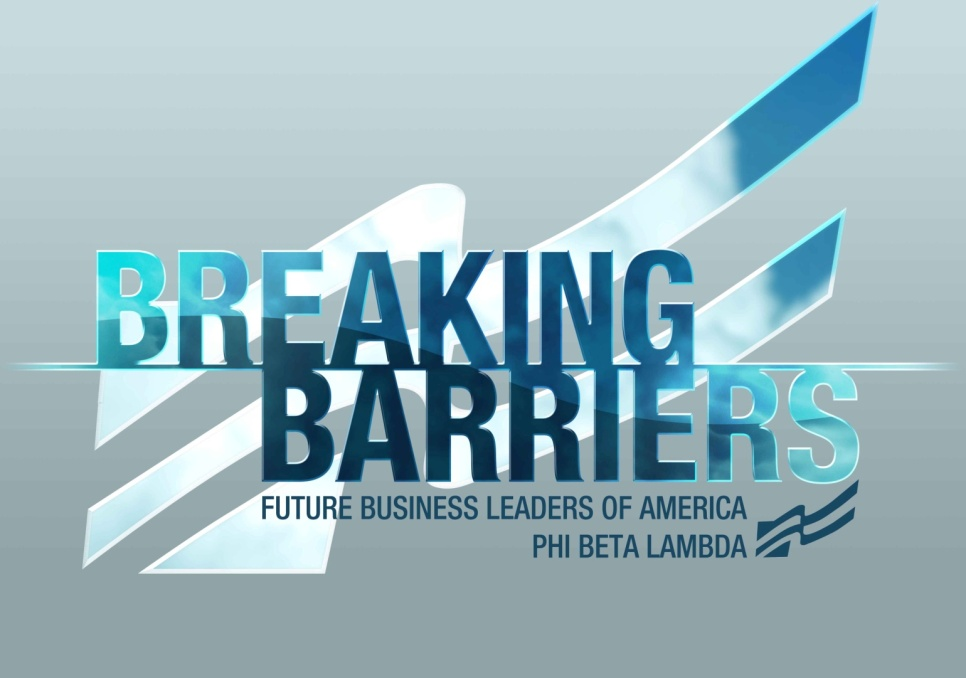 BREAKING
BARRIERS
FUTURE BUSINESS LEADERS OF AMERICA
PHI BETA LAMBDA